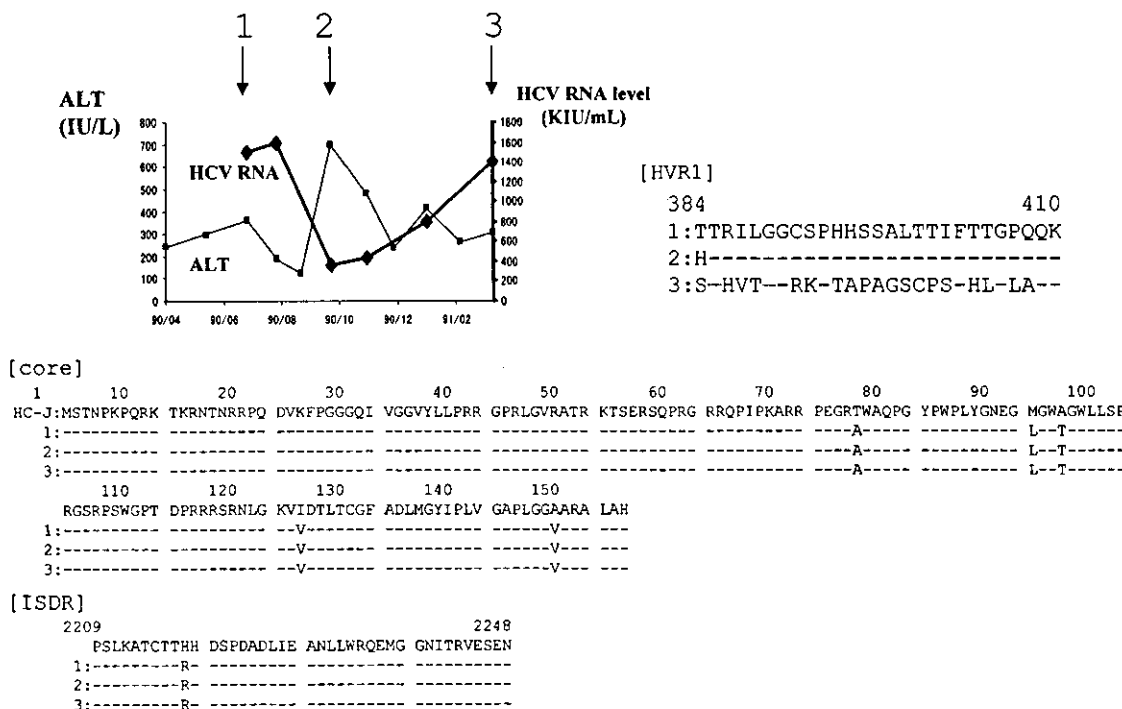 1 2 3
ALT
(IU/L)
HCV RNA level
(KIU/mL)
800
700
600
500
400
300
200
100
0
1800
1600
1400
1200
1000
800
600
400
200
0
HCV RNA
ALT
90/04 90/06 90/08 90/10 90/12 91/02
[HVR1]
384 410
1:TTRILGGCSPHHSSALTTIFTTGPQQK
2:H--------------------------
3:S-HVT--RK-TAPAGSCPS-HL-LA--
[core]
1 10 20 30 40 50 60 70 80 90 100
HC-J:MSTNPKPQRK TKRNTNRRPQ DVKFPGGGQI VGGVYLLPRR GPRLGVRATR KTSERSQPRG RRQPIPKARR PEGRTWAQPG YPWPLYGNEG MGWAGWLLSP
1:---------- ---------- ---------- ---------- ---------- ---------- ---------- ----A----- ---------- L--T------
2:---------- ---------- ---------- ---------- ---------- ---------- ---------- ----A----- ---------- L--T------
3:---------- ---------- ---------- ---------- ---------- ---------- ---------- ----A----- ---------- L--T------
110 120 130 140 150
RGSRPSWGPT DPRRRSRNLG KVIDTLTCGF ADLMGYIPLV GAPLGGAARA LAH
1:---------- ---------- --V------- ---------- ------V--- ---
2:---------- ---------- --V------- ---------- ------V--- ---
3:---------- ---------- --V------- ---------- ------V--- ---
[ISDR]
2209 2248
PSLKATCTTHH DSPDADLIE ANLLWRQEMG GNITRVESEN
1:---------R- --------- ---------- ----------
2:---------R- --------- ---------- ----------
3:---------R- --------- ---------- ----------